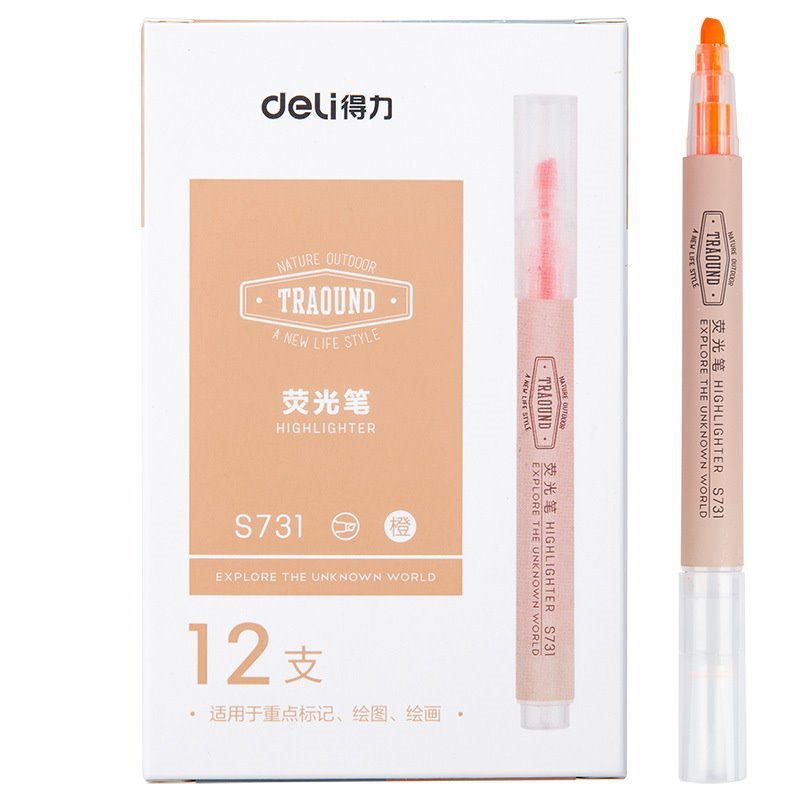 deli得力
NATURE OUTDOOR
TRAOUND
A NEW LIFE STYLE
荧光笔
HIGHLIGHTER
S731
橙
EXPLORE THE UNKNOWN WORLD
12支
· 适用于重点标记、绘图、绘画 ·
NATURE OUTDOOR
TRAOUND
A NEW LIFE STYLE
荧光笔 HIGHLIGHTER S731
EXPLORE THE UNKNOWN WORLD
NATURE OUTDOOR
TRAOUND
A NEW LIFE STYLE
荧光笔 HIGHLIGHTER S731
EXPLORE THE UNKNOWN WORLD